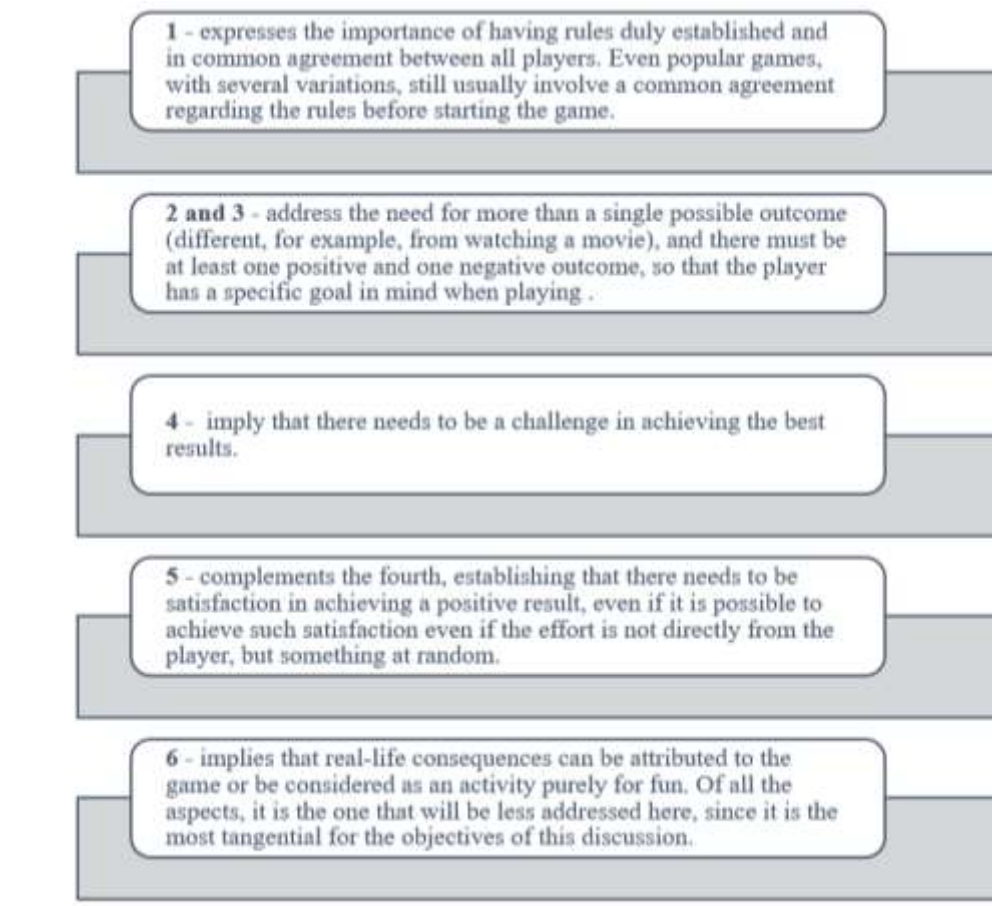 1 - expresses the importance of having rules duly established and
in common agreement between all players. Even popular games,
with several variations, still usually involve a common agreement
regarding the rules before starting the game.
2 and 3 - address the need for more than a single possible outcome
(different, for example, from watching a movie), and there must be
at least one positive and one negative outcome, so that the player
has a specific goal in mind when playing .
4 - imply that there needs to be a challenge in achieving the best
results.
5 - complements the fourth, establishing that there needs to be
satisfaction in achieving a positive result, even if it is possible to
achieve such satisfaction even if the effort is not directly from the
player, but something at random.
6 - implies that real-life consequences can be attributed to the
game or be considered as an activity purely for fun. Of all the
aspects, it is the one that will be less addressed here, since it is the
most tangential for the objectives of this discussion.